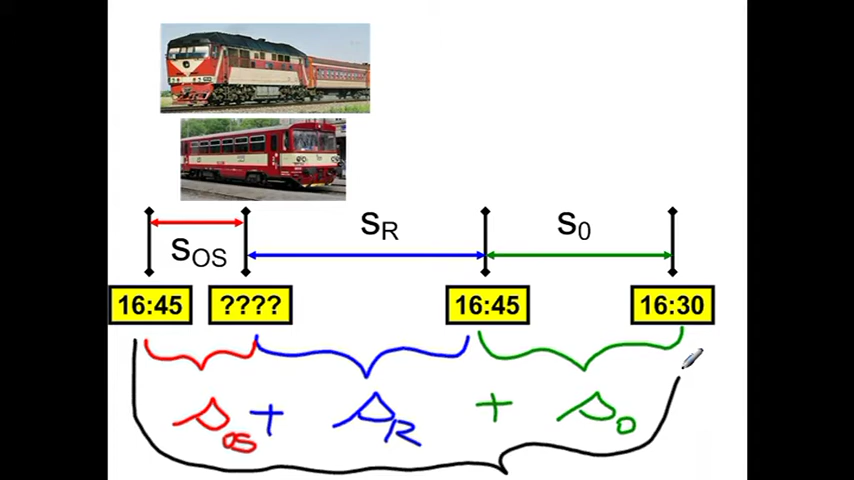 s_R s_0
s_OS
16:45 ???? 16:45 16:30
s_OS + s_R + s_0